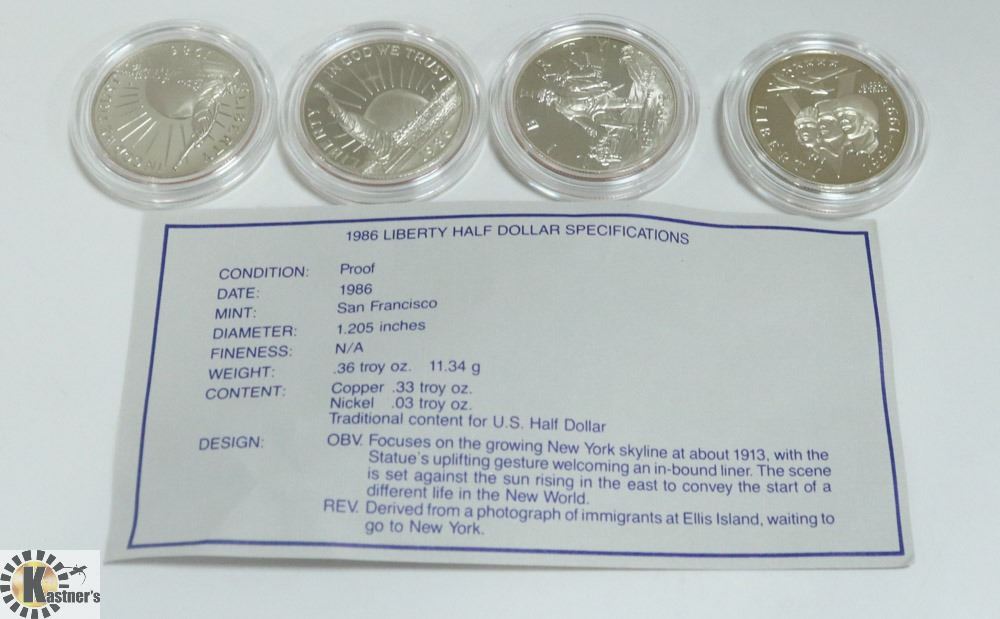 IN GOD WE TRUST
LIBERTY
1986
LIBERTY
LIBERTY
1986 LIBERTY HALF DOLLAR SPECIFICATIONS
CONDITION: Proof
DATE: 1986
MINT: San Francisco
DIAMETER: 1.205 inches
FINENESS: N/A
WEIGHT: .36 troy oz. 11.34 g
CONTENT: Copper .33 troy oz.
Nickel .03 troy oz.
Traditional content for U.S. Half Dollar
DESIGN: OBV. Focuses on the growing New York skyline at about 1913, with the
Statue's uplifting gesture welcoming an in-bound liner. The scene
is set against the sun rising in the east to convey the start of a
different life in the New World.
REV. Derived from a photograph of immigrants at Ellis Island, waiting to
go to New York.
Kastner's